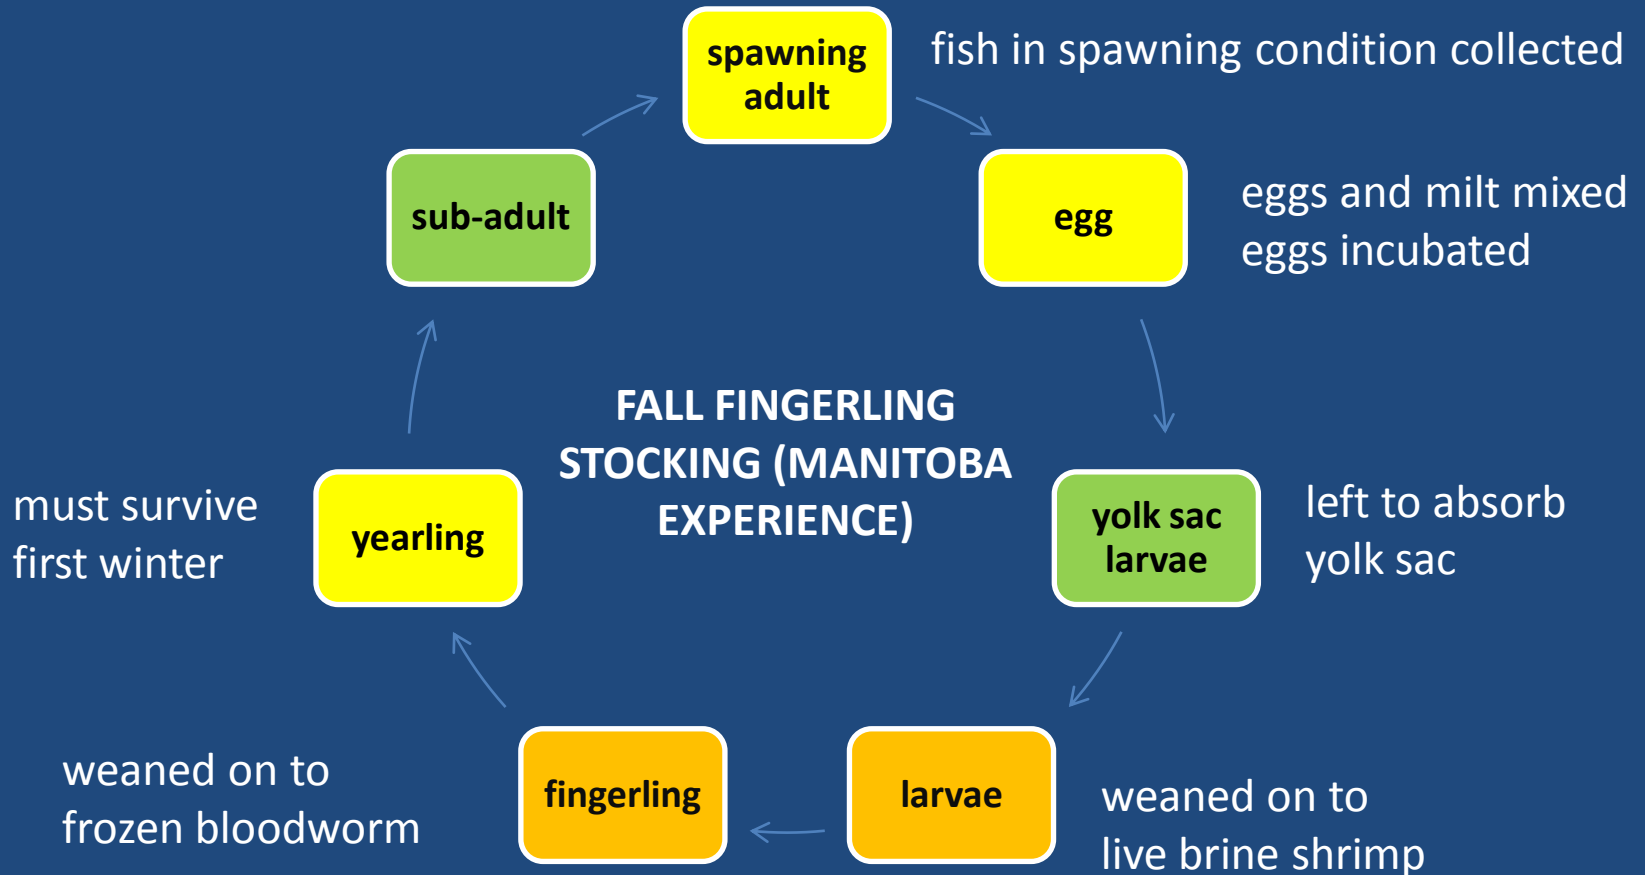 spawning
adult
fish in spawning condition collected
egg
eggs and milt mixed
eggs incubated
yolk sac
larvae
left to absorb
yolk sac
larvae
weaned on to
live brine shrimp
fingerling
weaned on to
frozen bloodworm
yearling
must survive
first winter
sub-adult
FALL FINGERLING
STOCKING (MANITOBA
EXPERIENCE)